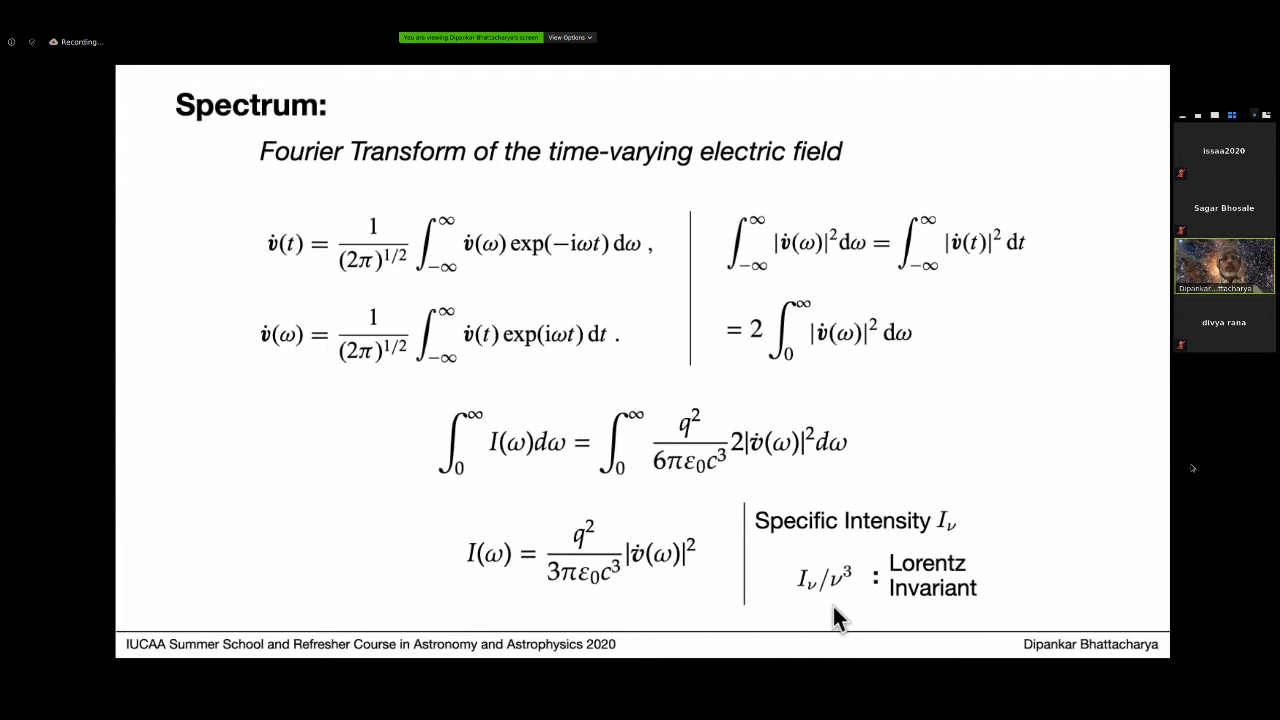 Recording...
You are viewing Dipankar Bhattacharya's screen
View Options
Spectrum:
Fourier Transform of the time-varying electric field
v̇(t) = 1/(2π)^{1/2} ∫_{-∞}^{∞} v̇(ω) exp(−iωt) dω ,
∫_{-∞}^{∞} |v̇(ω)|² dω = ∫_{-∞}^{∞} |v̇(t)|² dt
v̇(ω) = 1/(2π)^{1/2} ∫_{-∞}^{∞} v̇(t) exp(iωt) dt .
= 2 ∫_0^∞ |v̇(ω)|² dω
∫_0^∞ I(ω)dω = ∫_0^∞ q²/(6πε₀c³) 2|v̇(ω)|²dω
I(ω) = q²/(3πε₀c³) |v̇(ω)|²
Specific Intensity I_ν
I_ν/ν³ : Lorentz
Invariant
IUCAA Summer School and Refresher Course in Astronomy and Astrophysics 2020
Dipankar Bhattacharya
issaa2020
Sagar Bhosale
Dipankar...ttacharya
divya rana